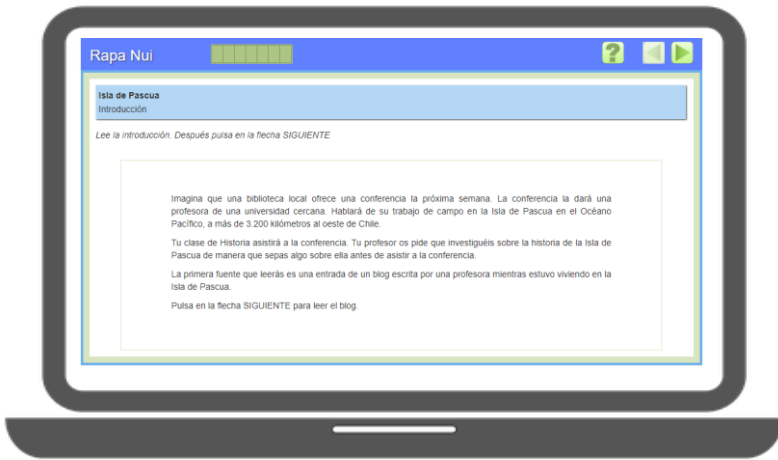 Rapa Nui
?
Isla de Pascua
Introducción
Lee la introducción. Después pulsa en la flecha SIGUIENTE
Imagina que una biblioteca local ofrece una conferencia la próxima semana. La conferencia la dará una
profesora de una universidad cercana. Hablará de su trabajo de campo en la Isla de Pascua en el Océano
Pacífico, a más de 3.200 kilómetros al oeste de Chile.
Tu clase de Historia asistirá a la conferencia. Tu profesor os pide que investiguéis sobre la historia de la Isla de
Pascua de manera que sepas algo sobre ella antes de asistir a la conferencia.
La primera fuente que leerás es una entrada de un blog escrita por una profesora mientras estuvo viviendo en la
Isla de Pascua.
Pulsa en la flecha SIGUIENTE para leer el blog.